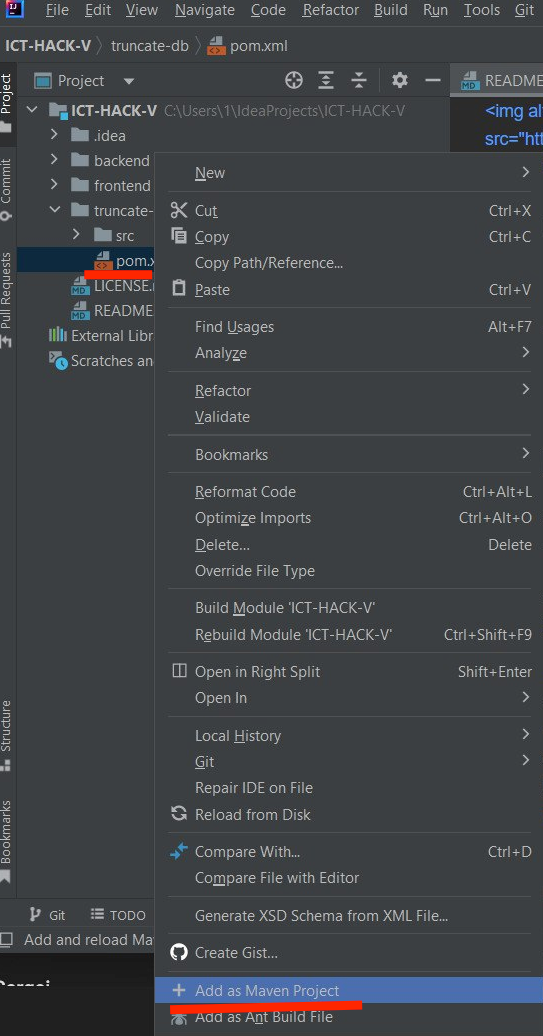 File Edit View Navigate Code Refactor Build Run Tools Git
ICT-HACK-V truncate-db pom.xml
Project
README
ICT-HACK-V C:\Users\1\IdeaProjects\ICT-HACK-V
<img al
.idea
src="ht
backend
frontend
truncate-
src
pom.x
LICENSE.
README
External Libr
Scratches an
New
Cut Ctrl+X
Copy Ctrl+C
Copy Path/Reference...
Paste Ctrl+V
Find Usages Alt+F7
Analyze
Refactor
Validate
Bookmarks
Reformat Code Ctrl+Alt+L
Optimize Imports Ctrl+Alt+O
Delete... Delete
Override File Type
Build Module 'ICT-HACK-V'
Rebuild Module 'ICT-HACK-V' Ctrl+Shift+F9
Open in Right Split Shift+Enter
Open In
Local History
Git
Repair IDE on File
Reload from Disk
Compare With... Ctrl+D
Compare File with Editor
Generate XSD Schema from XML File...
Create Gist...
Add as Maven Project
Add as Ant Build File
Project
Commit
Pull Requests
Structure
Bookmarks
Git TODO
Add and reload Ma